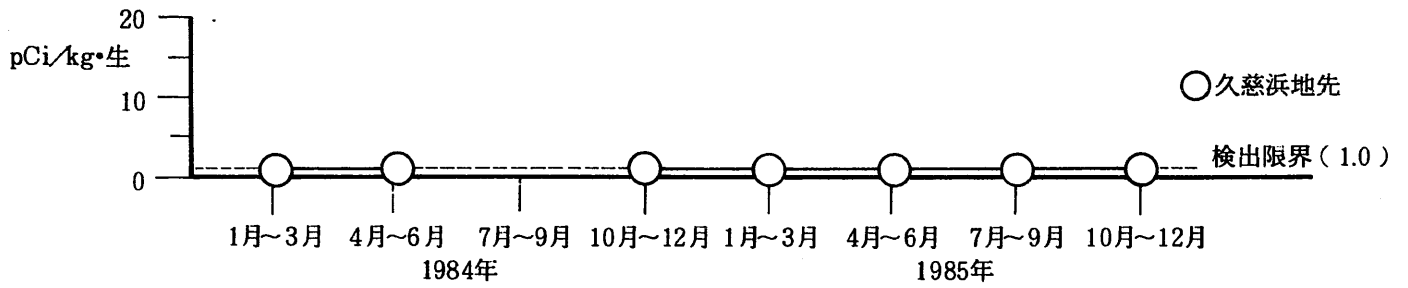 20
pCi/kg•生
10
0
○久慈浜地先
検出限界（1.0）
1月〜3月 4月〜6月 7月〜9月 10月〜12月 1月〜3月 4月〜6月 7月〜9月 10月〜12月
1984年 1985年